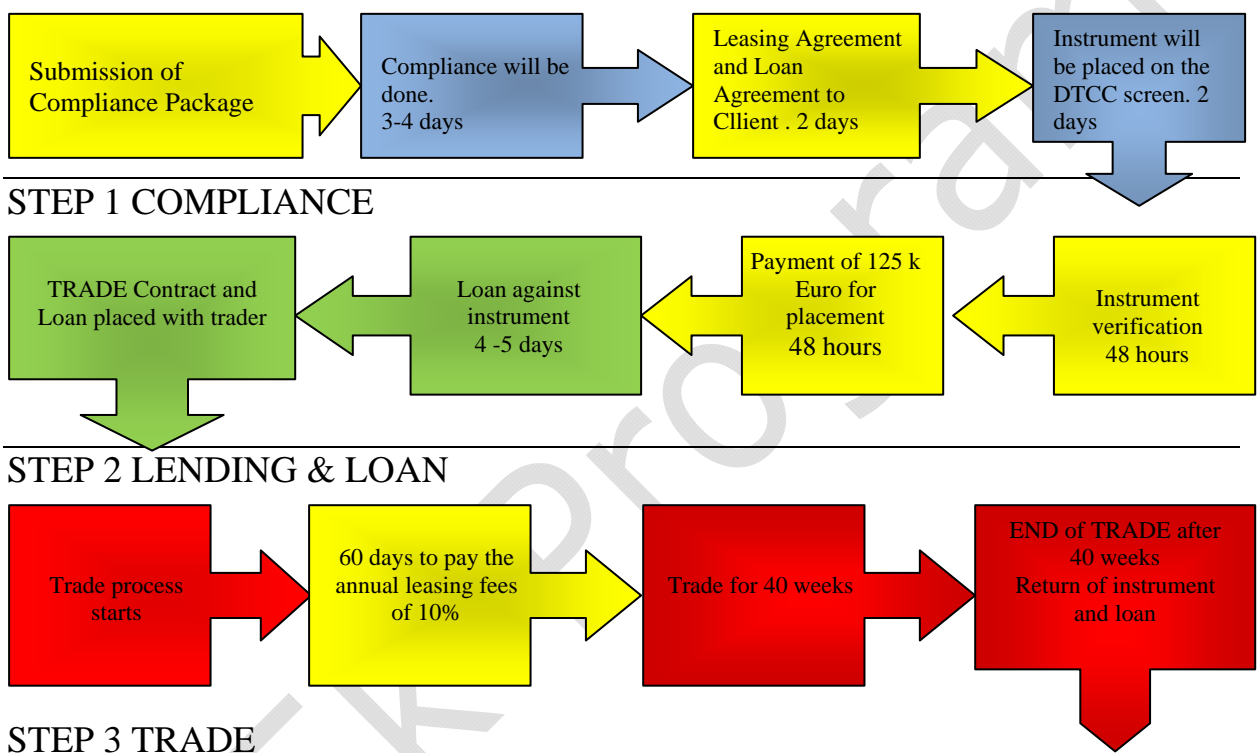 Submission of
Compliance Package
Compliance will be
done.
3-4 days
Leasing Agreement
and Loan
Agreement to
Cllient . 2 days
Instrument will
be placed on the
DTCC screen. 2
days
STEP 1 COMPLIANCE
TRADE Contract and
Loan placed with trader
Loan against
instrument
4 -5 days
Payment of 125 k
Euro for
placement
48 hours
Instrument
verification
48 hours
STEP 2 LENDING & LOAN
Trade process
starts
60 days to pay the
annual leasing fees
of 10%
Trade for 40 weeks
END of TRADE after
40 weeks
Return of instrument
and loan
STEP 3 TRADE